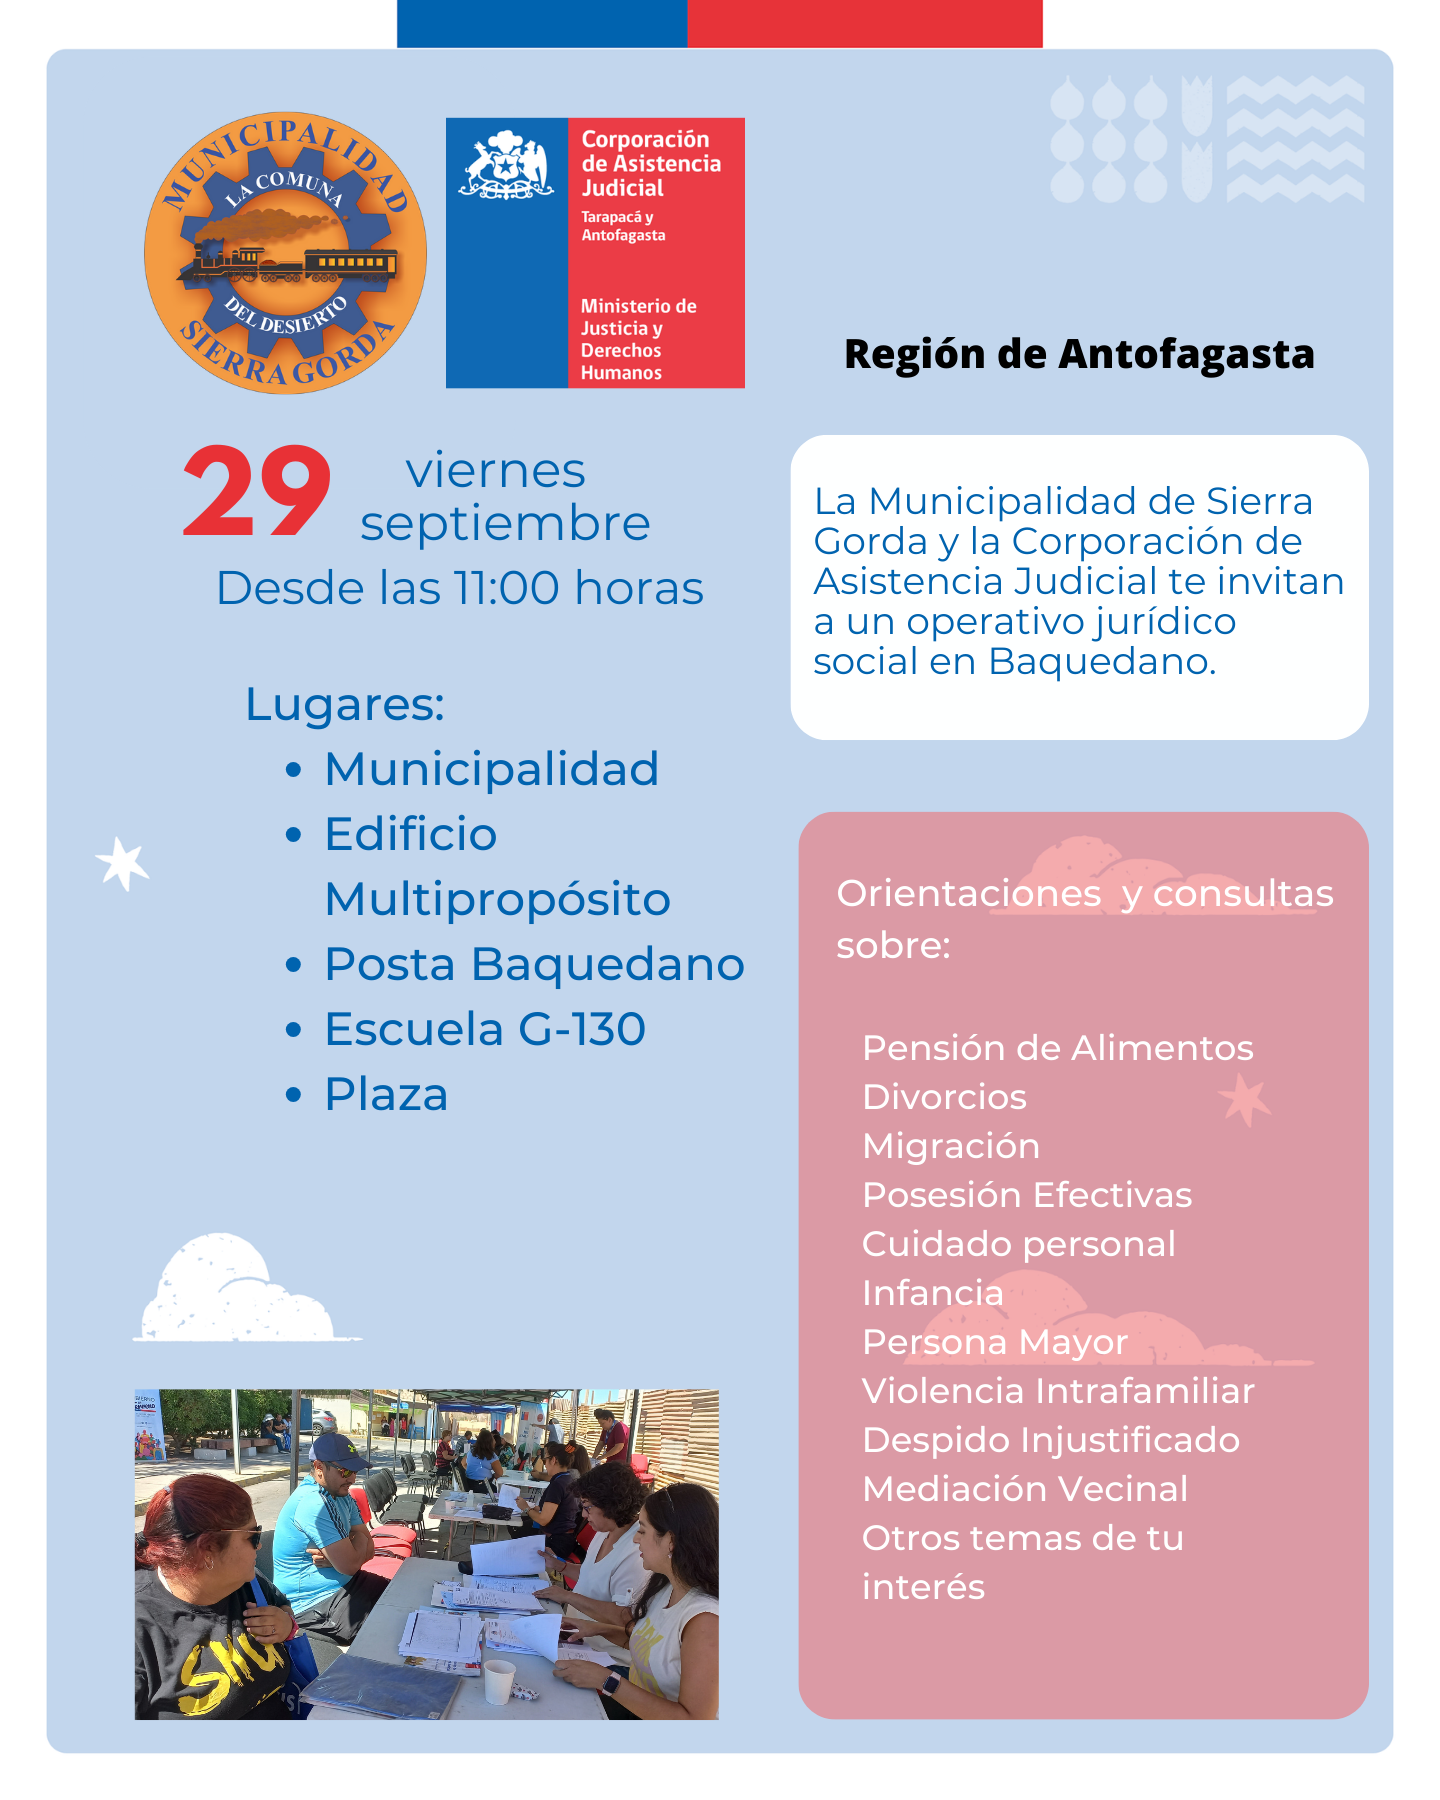 MUNICIPALIDAD
LA COMUNA
DEL DESIERTO
SIERRA GORDA
Corporación
de Asistencia
Judicial
Tarapacá y
Antofagasta
Ministerio de
Justicia y
Derechos
Humanos
Región de Antofagasta
29 viernes
septiembre
Desde las 11:00 horas
Lugares:
• Municipalidad
• Edificio
Multipropósito
• Posta Baquedano
• Escuela G-130
• Plaza
La Municipalidad de Sierra
Gorda y la Corporación de
Asistencia Judicial te invitan
a un operativo jurídico
social en Baquedano.
Orientaciones y consultas
sobre:
Pensión de Alimentos
Divorcios
Migración
Posesión Efectivas
Cuidado personal
Infancia
Persona Mayor
Violencia Intrafamiliar
Despido Injustificado
Mediación Vecinal
Otros temas de tu
interés